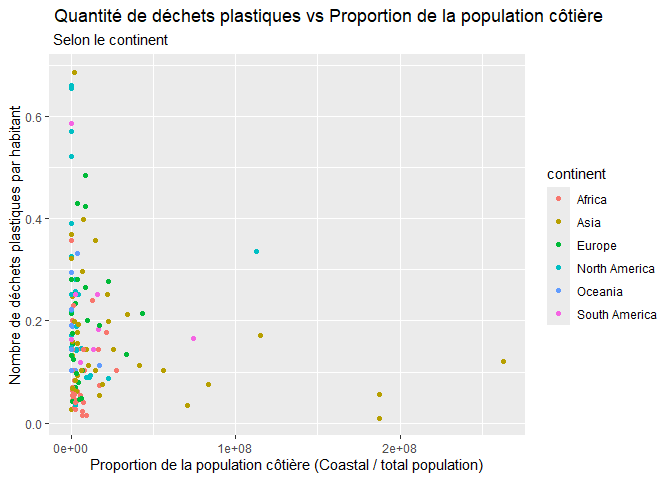 Quantité de déchets plastiques vs Proportion de la population côtière
Selon le continent
Nombre de déchets plastiques par habitant
0.6
0.4
0.2
0.0
0e+00
1e+08
2e+08
Proportion de la population côtière (Coastal / total population)
continent
Africa
Asia
Europe
North America
Oceania
South America